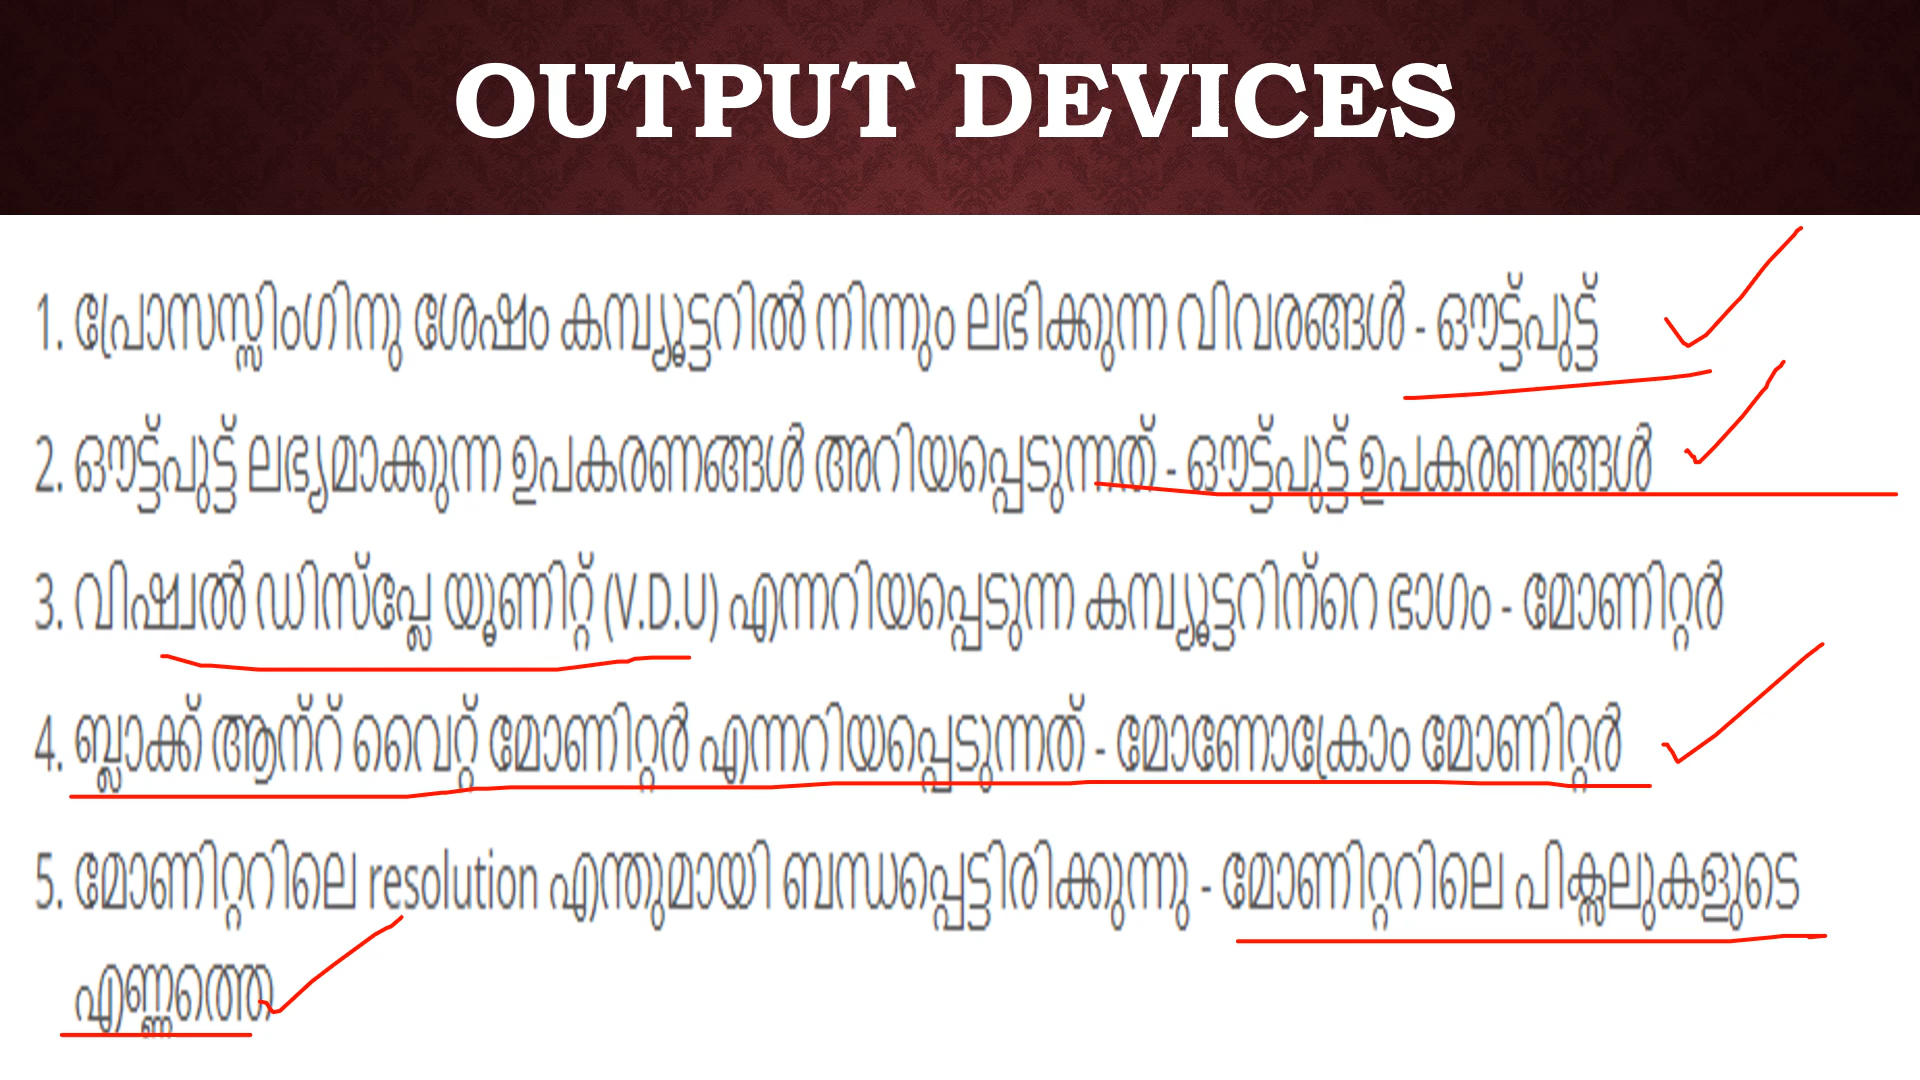 OUTPUT DEVICES
1. പ്രോസസ്സിംഗിനു ശേഷം കമ്പ്യൂട്ടറിൽ നിന്നും ലഭിക്കുന്ന വിവരങ്ങൾ - ഔട്ട്പുട്ട്
2. ഔട്ട്പുട്ട് ലഭ്യമാക്കുന്ന ഉപകരണങ്ങൾ അറിയപ്പെടുന്നത് - ഔട്ട്പുട്ട് ഉപകരണങ്ങൾ
3. വിഷ്വൽ ഡിസ്പ്ലേ യൂണിറ്റ് (V.D.U) എന്നറിയപ്പെടുന്ന കമ്പ്യൂട്ടറിന്റെ ഭാഗം - മോണിറ്റർ
4. ബ്ലാക്ക് ആന്റ് വൈറ്റ് മോണിറ്റർ എന്നറിയപ്പെടുന്നത് - മോണോക്രോം മോണിറ്റർ
5. മോണിറ്ററിലെ resolution എന്തുമായി ബന്ധപ്പെട്ടിരിക്കുന്നു - മോണിറ്ററിലെ പിക്സലുകളുടെ
എണ്ണത്തെ